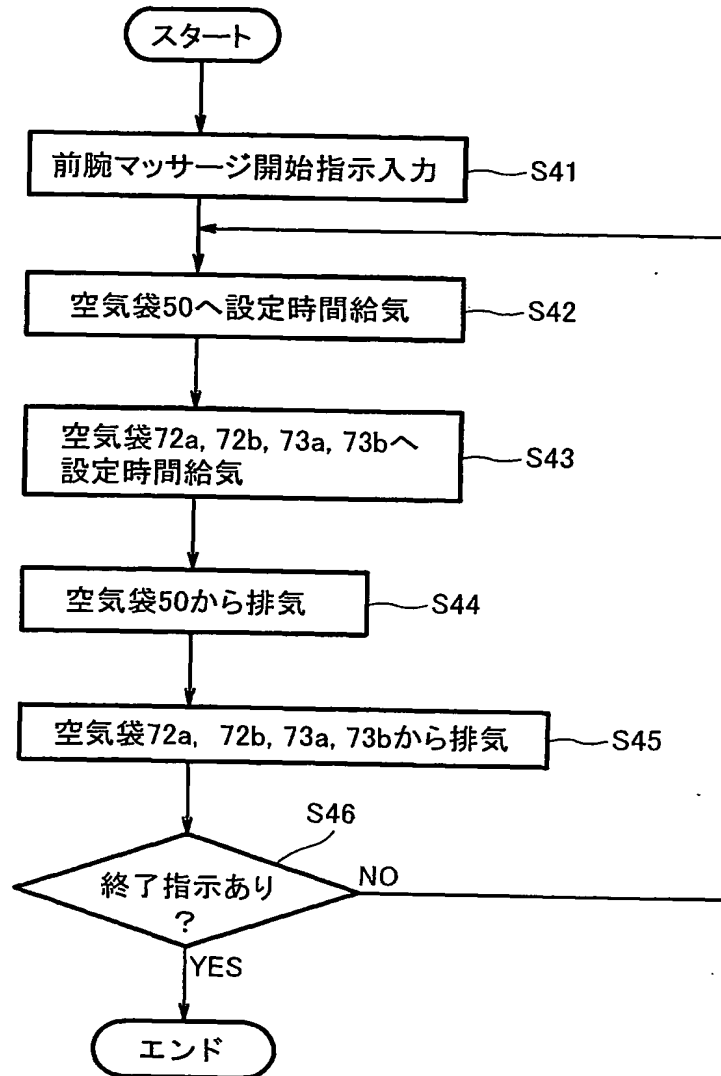 スタート
前腕マッサージ開始指示入力
S41
空気袋50へ設定時間給気
S42
空気袋72a, 72b, 73a, 73bへ
設定時間給気
S43
空気袋50から排気
S44
空気袋72a, 72b, 73a, 73bから排気
S45
S46
終了指示あり
?
NO
YES
エンド